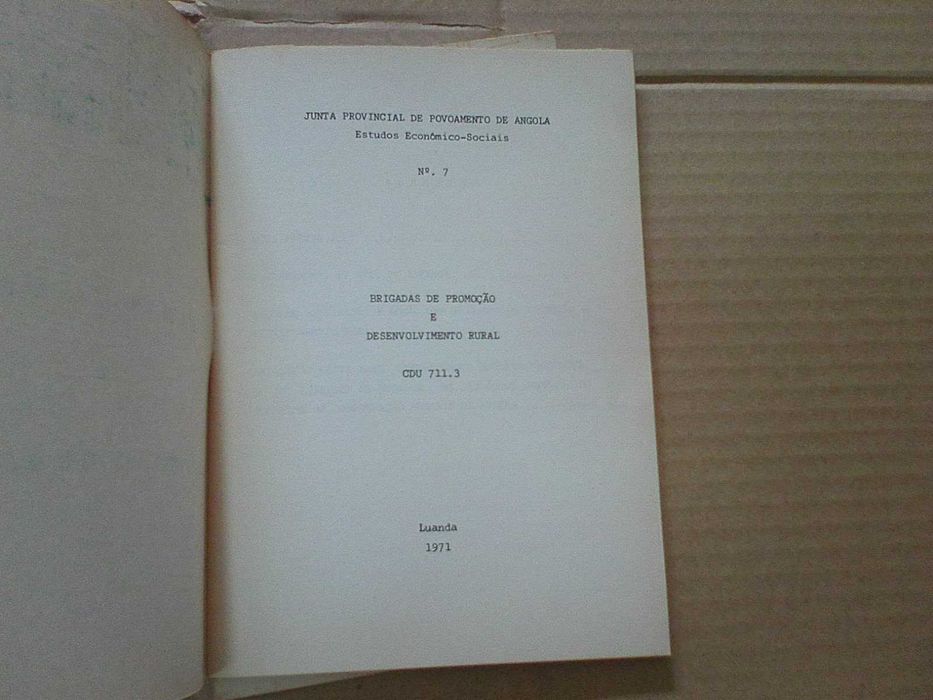 JUNTA PROVINCIAL DE POVOAMENTO DE ANGOLA
Estudos Económico-Sociais
Nº. 7
BRIGADAS DE PROMOÇÃO
E
DESENVOLVIMENTO RURAL
CDU 711.3
Luanda
1971